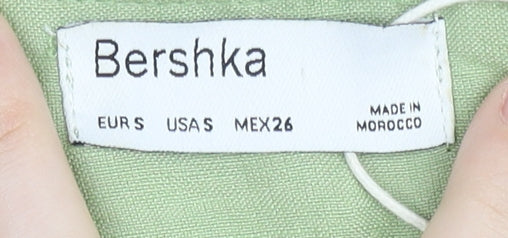 Bershka
EUR S USA S MEX 26
MADE IN
MOROCCO